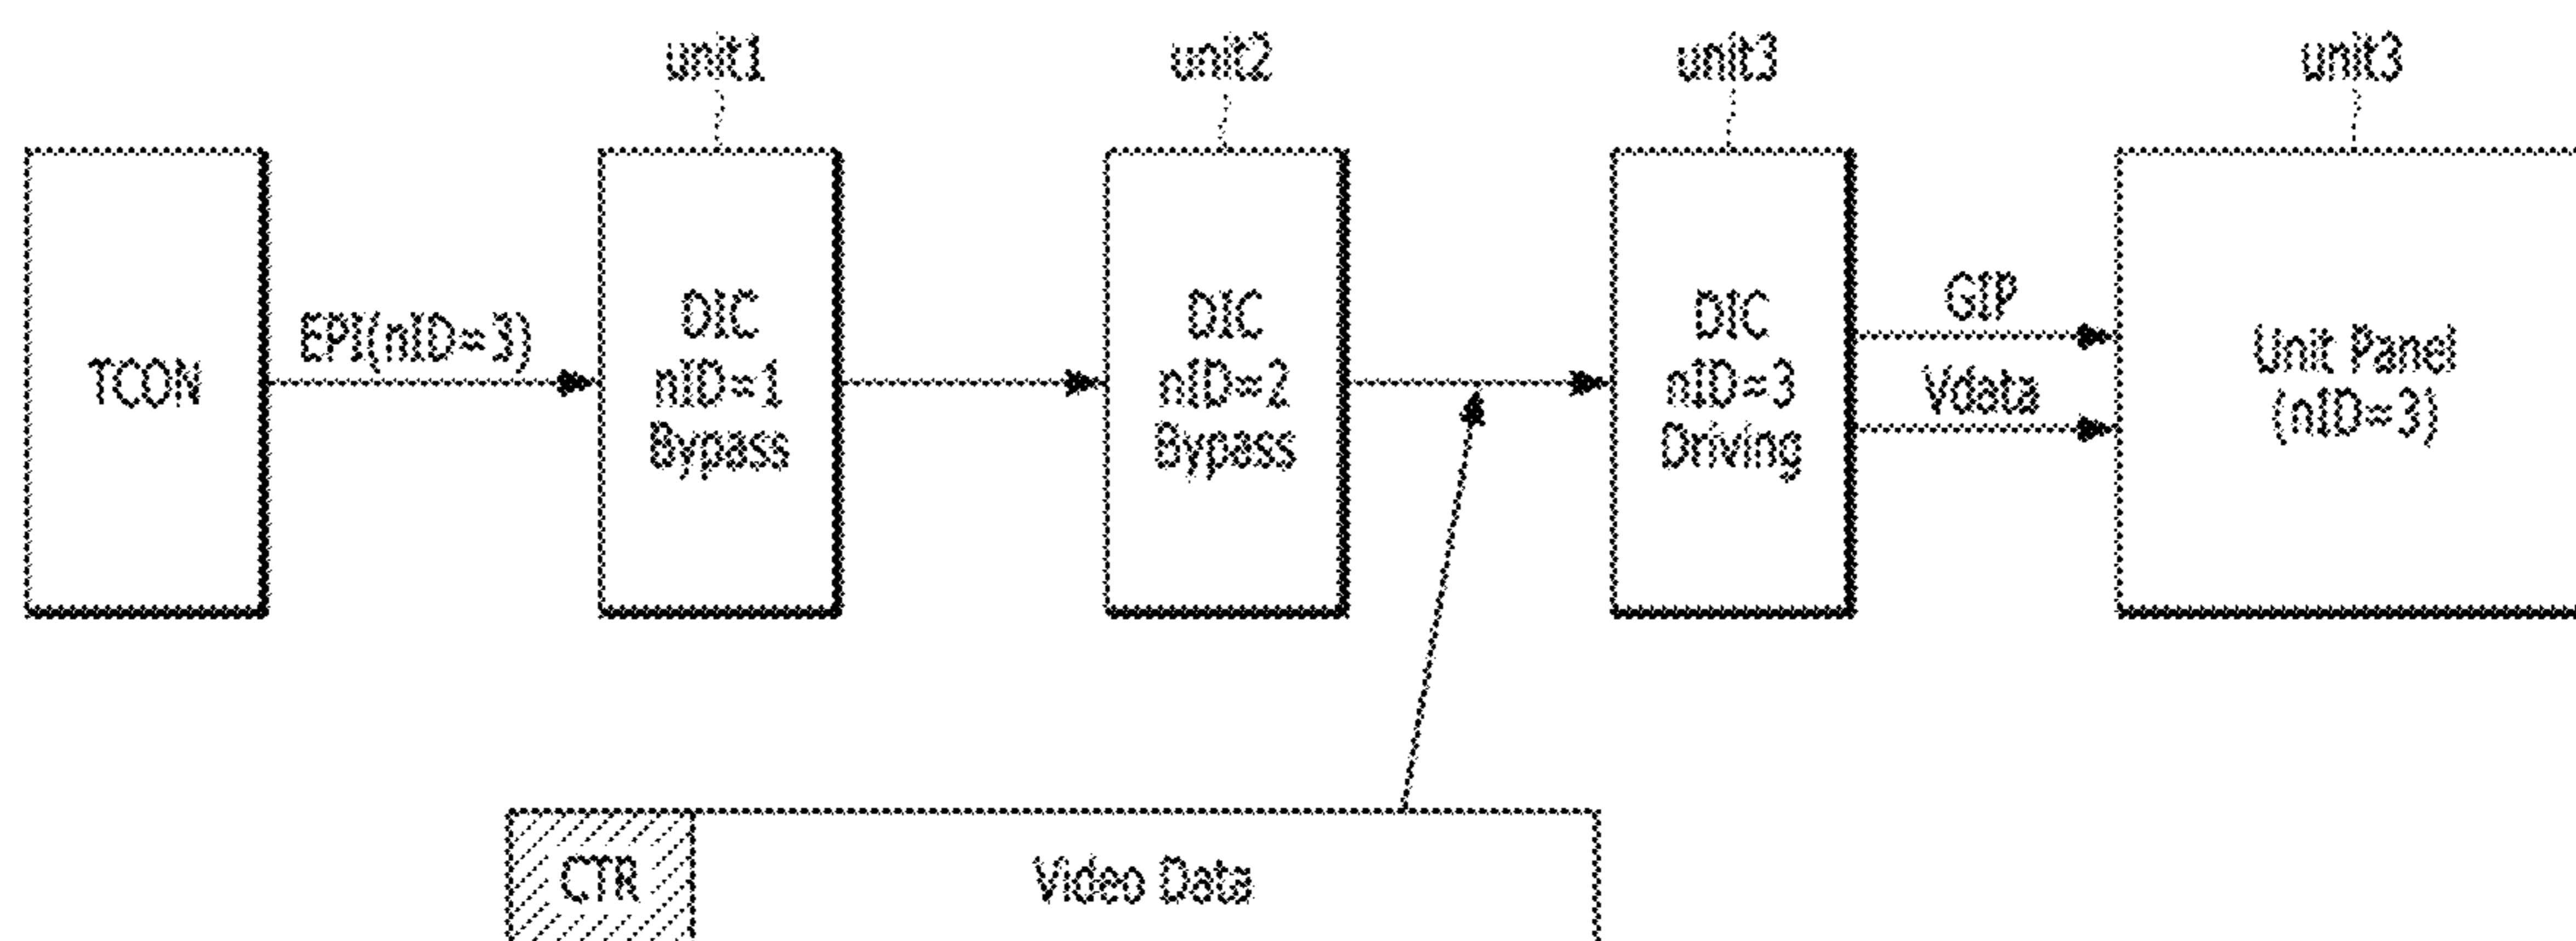 unit1
unit2
unit3
unit3
TCON
EPI(nID=3)
DIC
nID=1
Bypass
DIC
nID=2
Bypass
DIC
nID=3
Driving
GIP
Vdata
Unit Panel
(nID=3)
CTR
Video Data